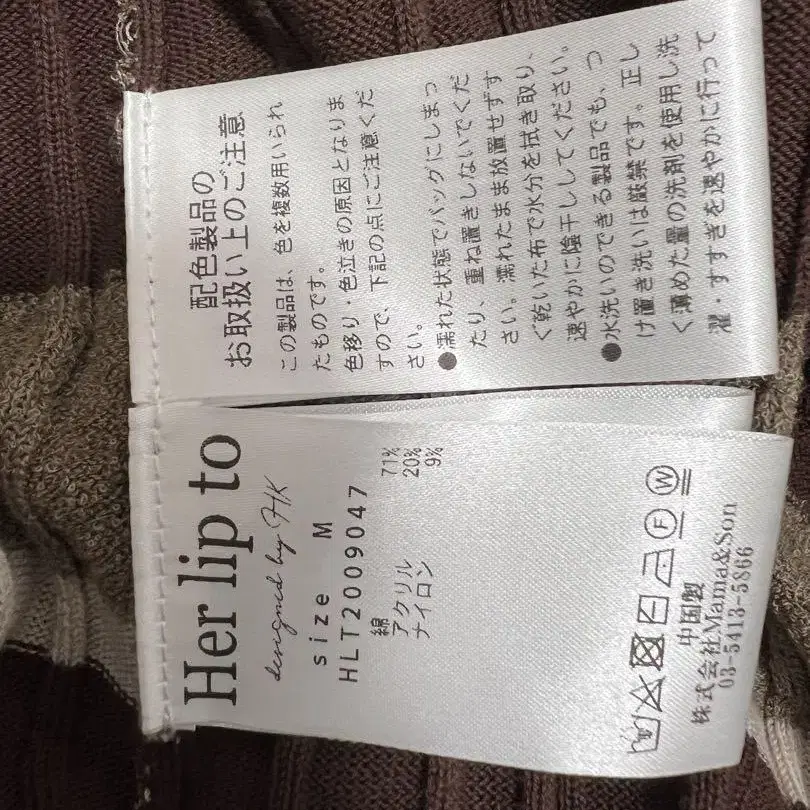 配色製品の
お取扱い上のご注意
この製品は、色を複数用いられ
たものです。
色移り・色泣きの原因となりま
すので、下記の点にご注意くだ
さい。
●濡れた状態でバッグにしまっ
たり、重ね置きしないでくだ
さい。濡れたまま放置せずす
ぐ乾いた布で水分を拭き取り、
速やかに陰干ししてください。
●水洗いのできる製品でも、つ
け置き洗いは厳禁です。正し
く薄めた量の洗剤を使用し洗
濯・すすぎを速やかに行って
Her lip to
designed by HK
size M
HLT2009047
綿 71%
アクリル 20%
ナイロン 9%
F W
中国製
株式会社Mama&Son
03-5413-5866